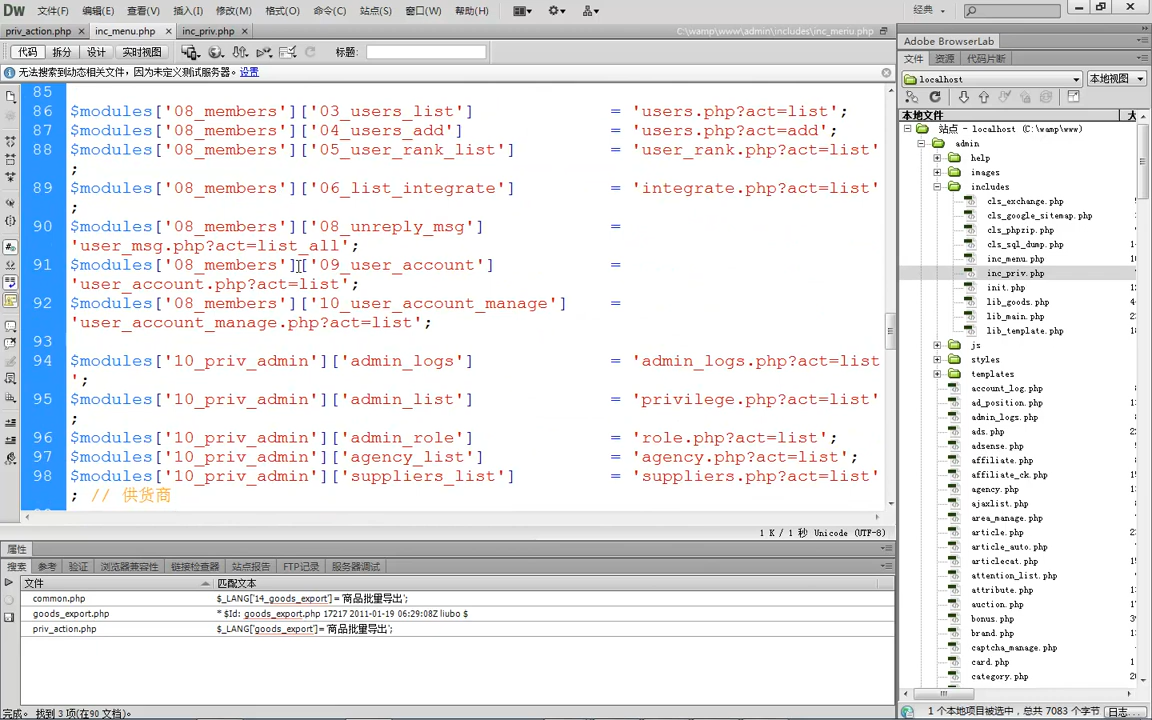 Dw 文件(F) 编辑(E) 查看(V) 插入(I) 修改(M) 格式(O) 命令(C) 站点(S) 窗口(W) 帮助(H) 经典
priv_action.php × inc_menu.php × inc_priv.php × C:\wamp\www\admin\includes\inc_menu.php
代码 拆分 设计 实时视图 标题:
无法搜索到动态相关文件，因为未定义测试服务器。设置
85
86 $modules['08_members']['03_users_list'] = 'users.php?act=list';
87 $modules['08_members']['04_users_add'] = 'users.php?act=add';
88 $modules['08_members']['05_user_rank_list'] = 'user_rank.php?act=list'
;
89 $modules['08_members']['06_list_integrate'] = 'integrate.php?act=list'
;
90 $modules['08_members']['08_unreply_msg'] =
'user_msg.php?act=list_all';
91 $modules['08_members']['09_user_account'] =
'user_account.php?act=list';
92 $modules['08_members']['10_user_account_manage'] =
'user_account_manage.php?act=list';
93
94 $modules['10_priv_admin']['admin_logs'] = 'admin_logs.php?act=list
';
95 $modules['10_priv_admin']['admin_list'] = 'privilege.php?act=list'
;
96 $modules['10_priv_admin']['admin_role'] = 'role.php?act=list';
97 $modules['10_priv_admin']['agency_list'] = 'agency.php?act=list';
98 $modules['10_priv_admin']['suppliers_list'] = 'suppliers.php?act=list'
; // 供货商
1 K / 1 秒 Unicode (UTF-8)
属性
搜索 参考 验证 浏览器兼容性 链接检查器 站点报告 FTP记录 服务器调试
文件 匹配文本
common.php $_LANG['14_goods_export']='商品批量导出';
goods_export.php * $Id: goods_export.php 17217 2011-01-19 06:29:08Z liubo $
priv_action.php $_LANG['goods_export']='商品批量导出';
完成。 找到 3 项(在90 文档)。
Adobe BrowserLab
文件 资源 代码片断
localhost 本地视图
本地文件 大
站点 - localhost (C:\wamp\www)
admin
help
images
includes
cls_exchange.php
cls_google_sitemap.php
cls_phpzip.php
cls_sql_dump.php
inc_menu.php
inc_priv.php
init.php
lib_goods.php
lib_main.php
lib_template.php
js
styles
templates
account_log.php
ad_position.php
admin_logs.php
ads.php
adsense.php
affiliate.php
affiliate_ck.php
agency.php
ajaxlist.php
area_manage.php
article.php
article_auto.php
articlecat.php
attention_list.php
attribute.php
auction.php
bonus.php
brand.php
captcha_manage.php
card.php
category.php
1 个本地项目被选中，总共 7083 个字节 日志...